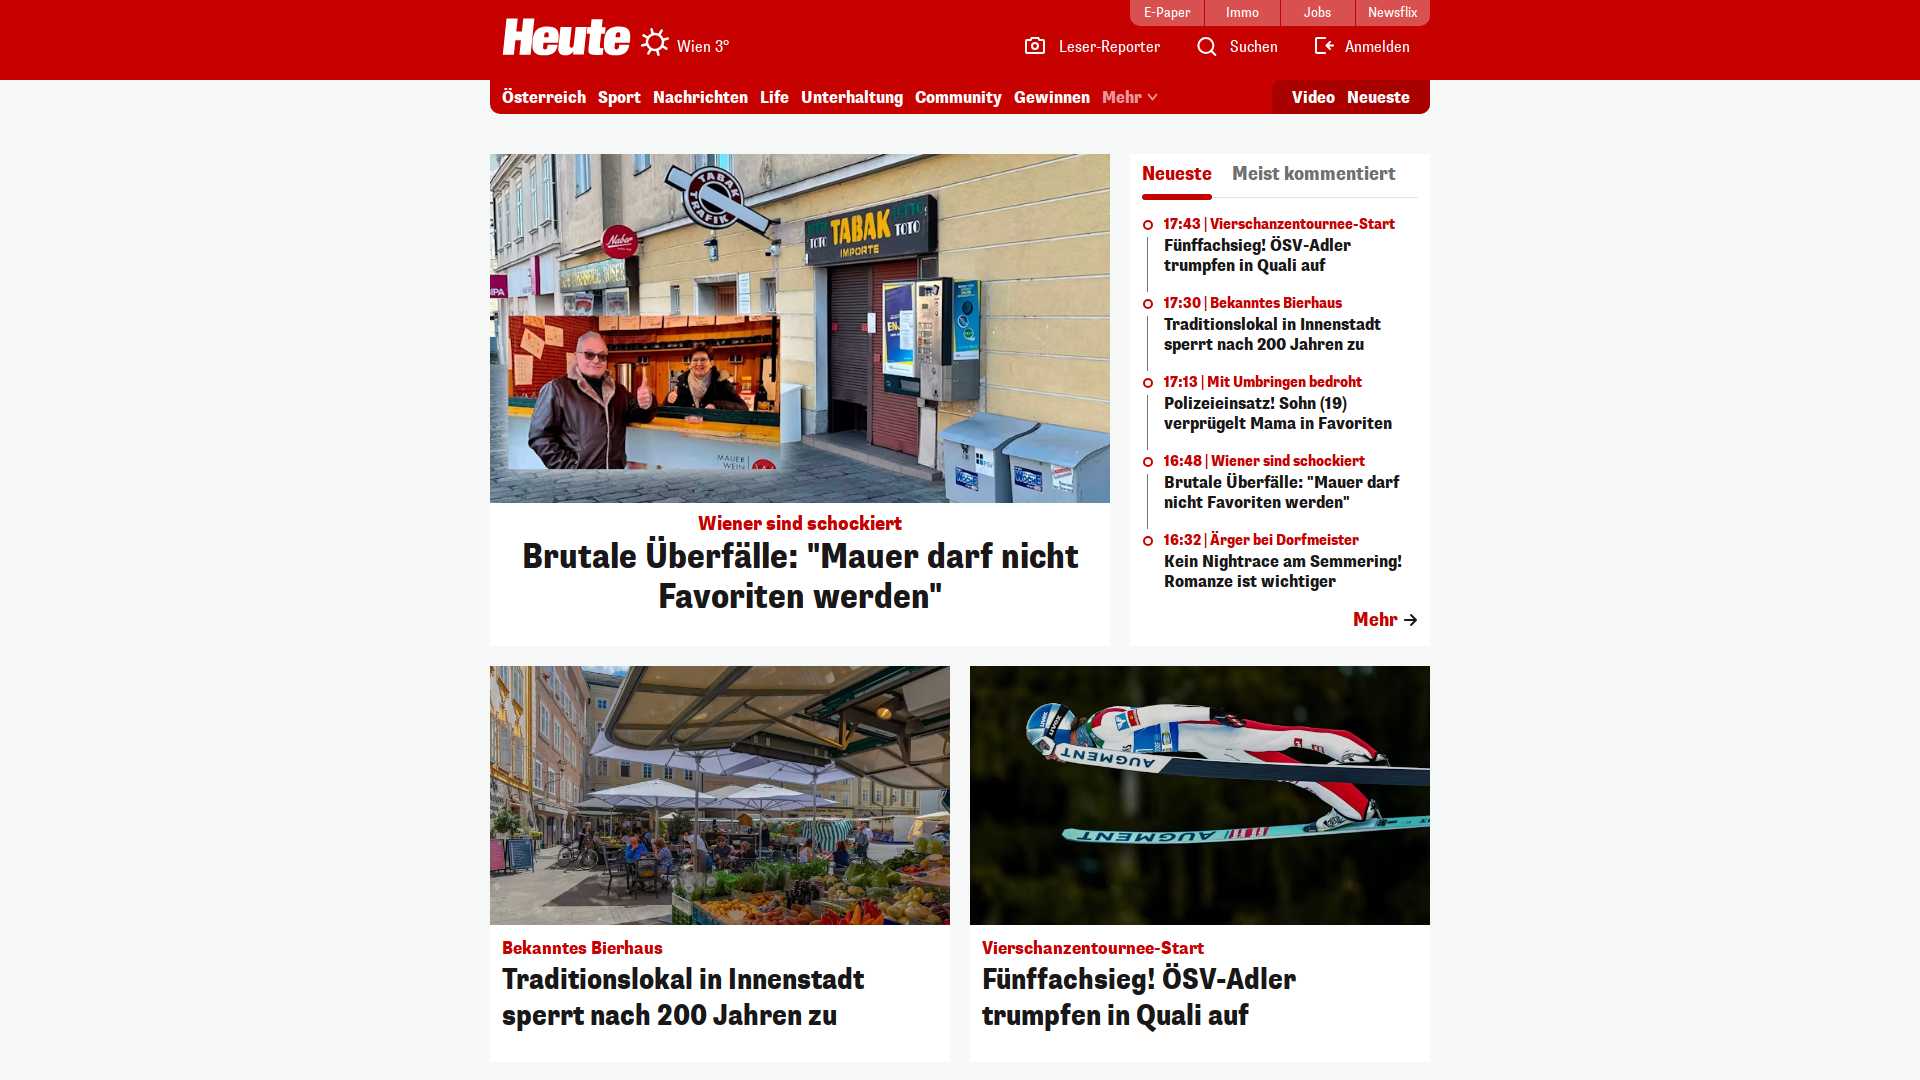 E-Paper
Immo
Jobs
Newsflix
Heute
Wien 3°
Leser-Reporter
Suchen
Anmelden
Österreich
Sport
Nachrichten
Life
Unterhaltung
Community
Gewinnen
Mehr
Video
Neueste
TABAK
TRAFIK
Naber
TOTO
TABAK
TOTO
IMPORTE
IPA
MAUER
WEIN
Wiener sind schockiert
Brutale Überfälle: "Mauer darf nicht
Favoriten werden"
Neueste
Meist kommentiert
17:43 | Vierschanzentournee-Start
Fünffachsieg! ÖSV-Adler
trumpfen in Quali auf
17:30 | Bekanntes Bierhaus
Traditionslokal in Innenstadt
sperrt nach 200 Jahren zu
17:13 | Mit Umbringen bedroht
Polizeieinsatz! Sohn (19)
verprügelt Mama in Favoriten
16:48 | Wiener sind schockiert
Brutale Überfälle: "Mauer darf
nicht Favoriten werden"
16:32 | Ärger bei Dorfmeister
Kein Nightrace am Semmering!
Romanze ist wichtiger
Mehr
Bekanntes Bierhaus
Traditionslokal in Innenstadt
sperrt nach 200 Jahren zu
uvex
uvex
AUGMENT
AUGMENT
Vierschanzentournee-Start
Fünffachsieg! ÖSV-Adler
trumpfen in Quali auf